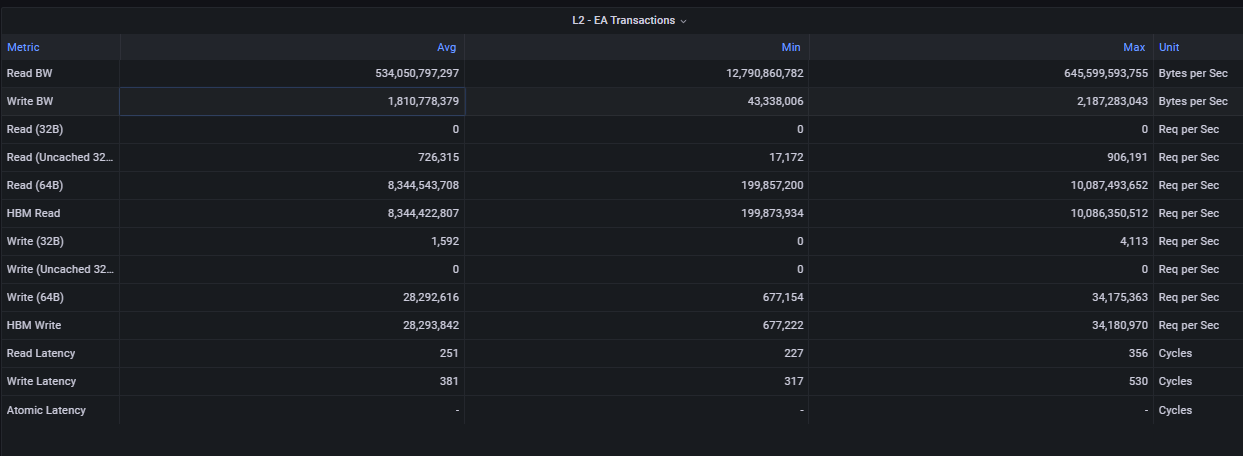 L2 - EA Transactions
Metric Avg Min Max Unit
Read BW 534,050,797,297 12,790,860,782 645,599,593,755 Bytes per Sec
Write BW 1,810,778,379 43,338,006 2,187,283,043 Bytes per Sec
Read (32B) 0 0 0 Req per Sec
Read (Uncached 32... 726,315 17,172 906,191 Req per Sec
Read (64B) 8,344,543,708 199,857,200 10,087,493,652 Req per Sec
HBM Read 8,344,422,807 199,873,934 10,086,350,512 Req per Sec
Write (32B) 1,592 0 4,113 Req per Sec
Write (Uncached 32... 0 0 0 Req per Sec
Write (64B) 28,292,616 677,154 34,175,363 Req per Sec
HBM Write 28,293,842 677,222 34,180,970 Req per Sec
Read Latency 251 227 356 Cycles
Write Latency 381 317 530 Cycles
Atomic Latency - - - Cycles